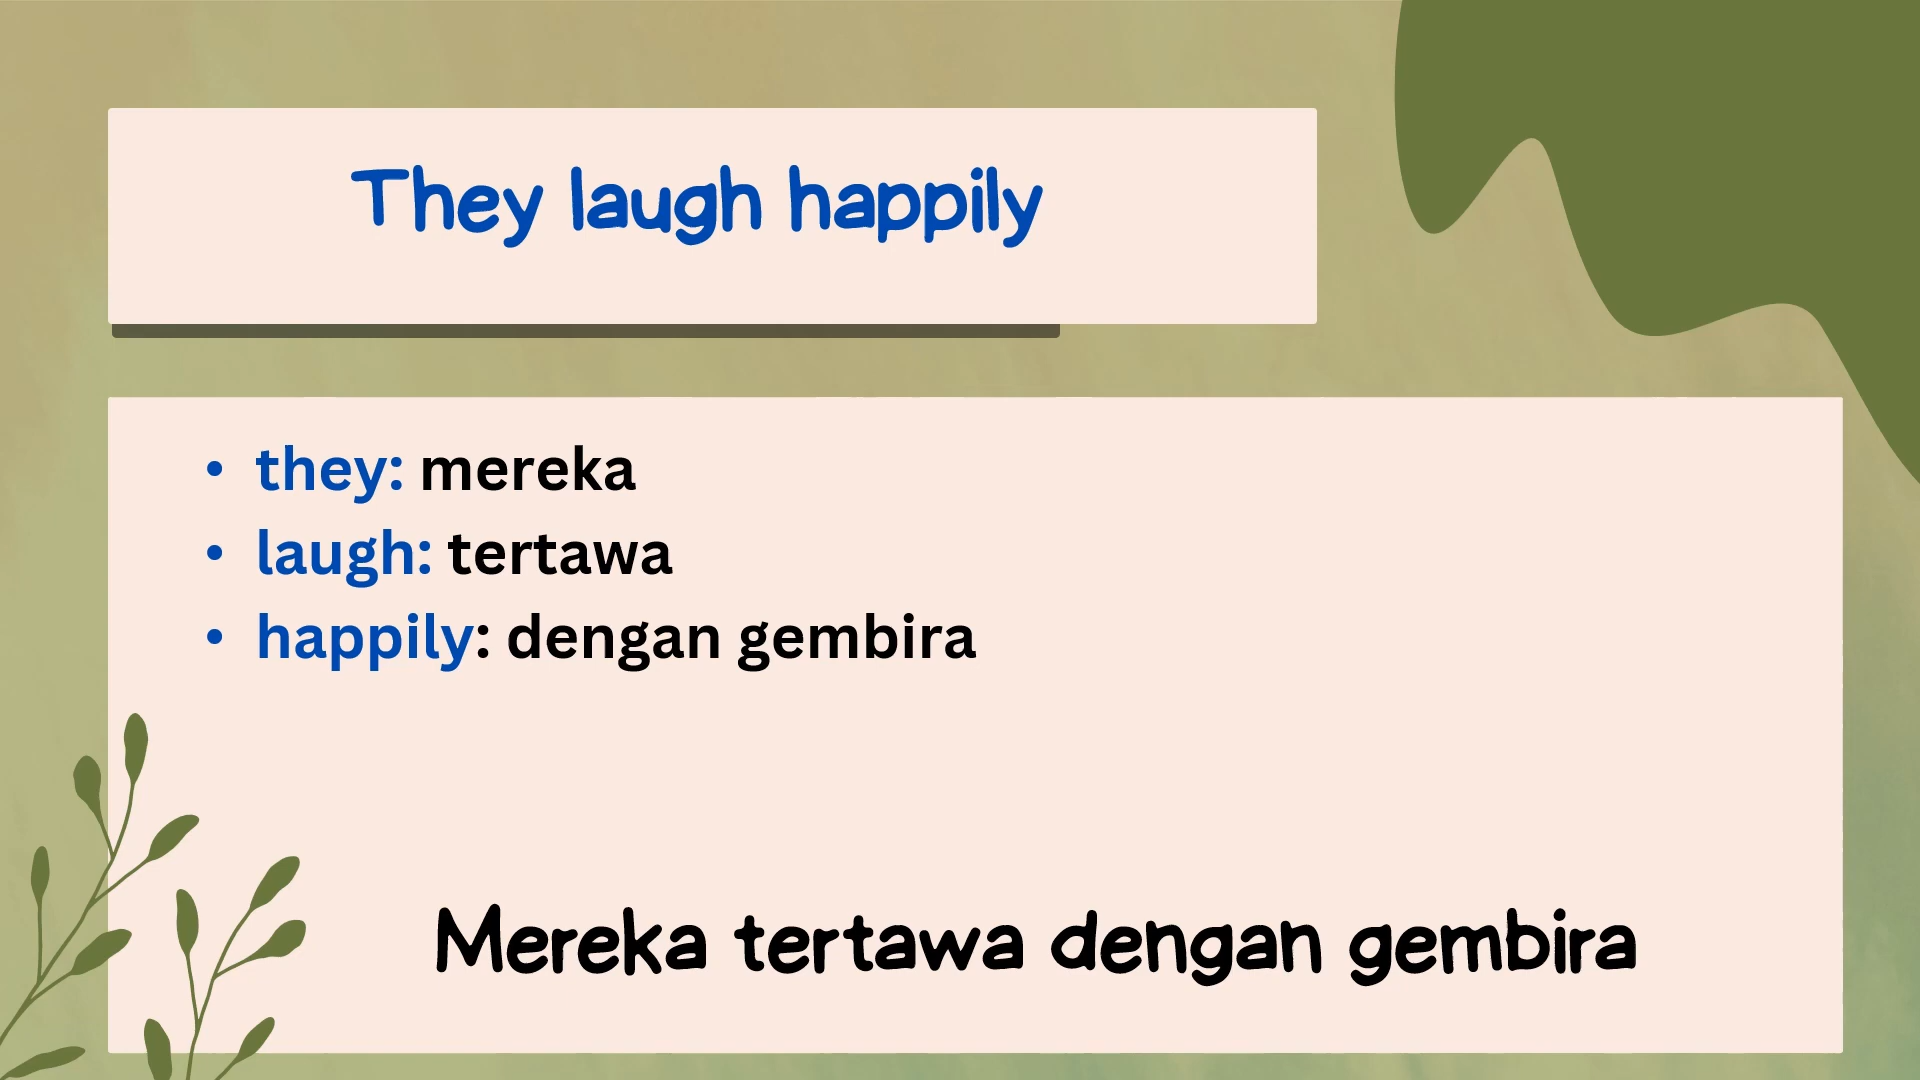 They laugh happily
• they: mereka
• laugh: tertawa
• happily: dengan gembira
Mereka tertawa dengan gembira